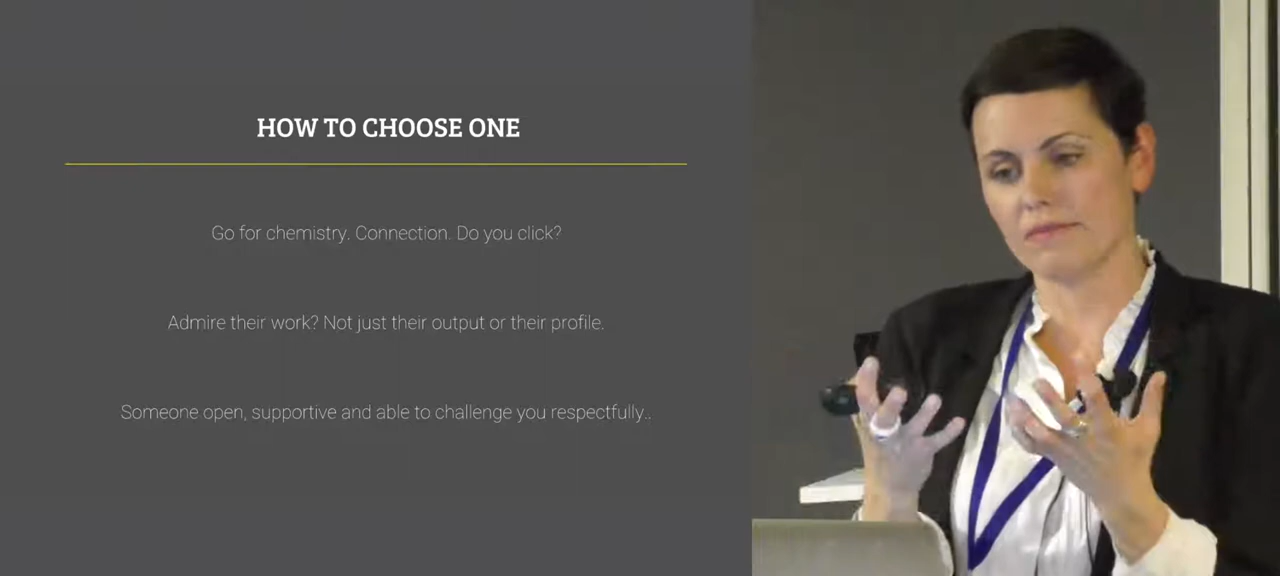 HOW TO CHOOSE ONE
Go for chemistry. Connection. Do you click?
Admire their work? Not just their output or their profile.
Someone open, supportive and able to challenge you respectfully..